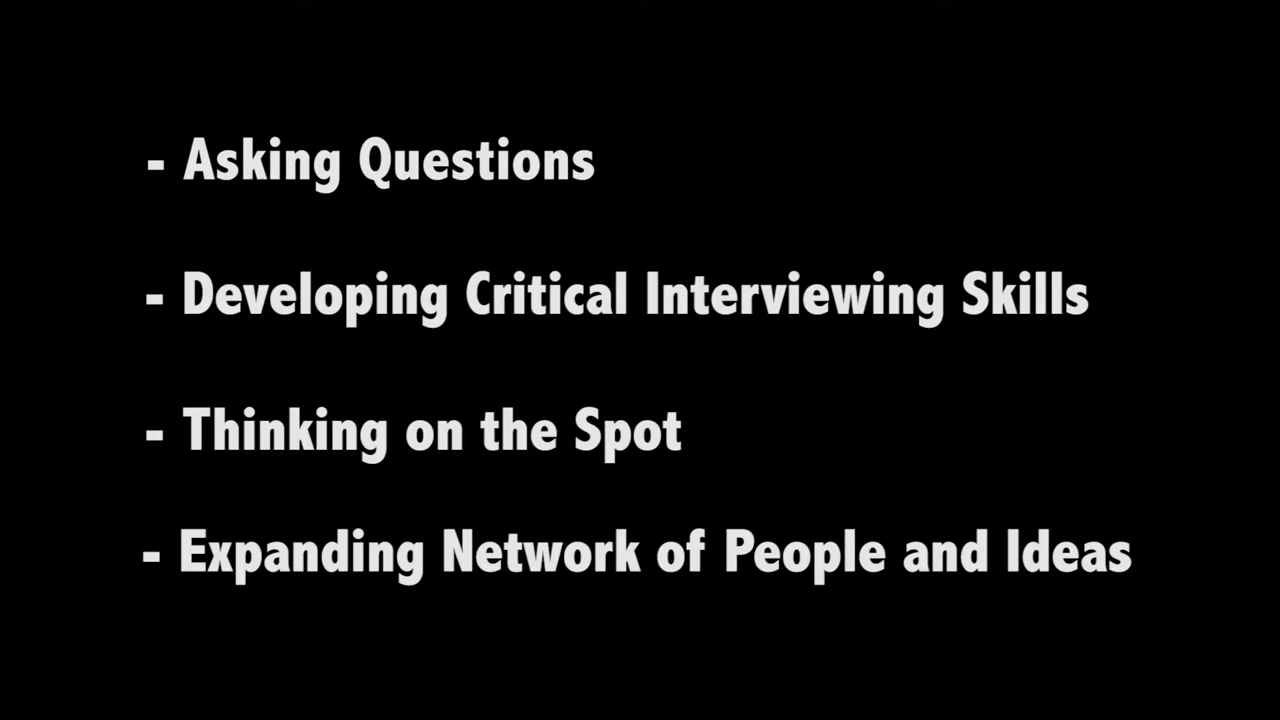 - Asking Questions
- Developing Critical Interviewing Skills
- Thinking on the Spot
- Expanding Network of People and Ideas